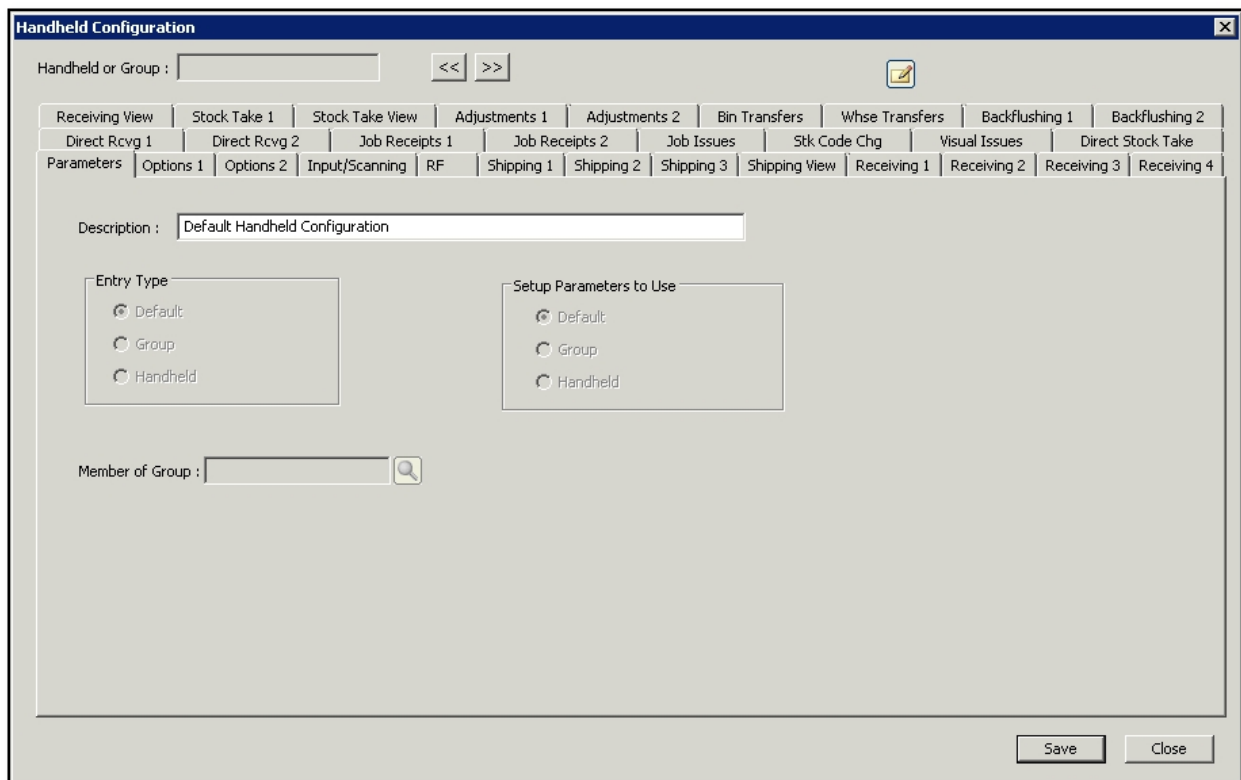 Handheld Configuration
Handheld or Group :
<< >>
Receiving View Stock Take 1 Stock Take View Adjustments 1 Adjustments 2 Bin Transfers Whse Transfers Backflushing 1 Backflushing 2
Direct Rcvg 1 Direct Rcvg 2 Job Receipts 1 Job Receipts 2 Job Issues Stk Code Chg Visual Issues Direct Stock Take
Parameters Options 1 Options 2 Input/Scanning RF Shipping 1 Shipping 2 Shipping 3 Shipping View Receiving 1 Receiving 2 Receiving 3 Receiving 4
Description : Default Handheld Configuration
Entry Type
Default
Group
Handheld
Setup Parameters to Use
Default
Group
Handheld
Member of Group :
Save Close